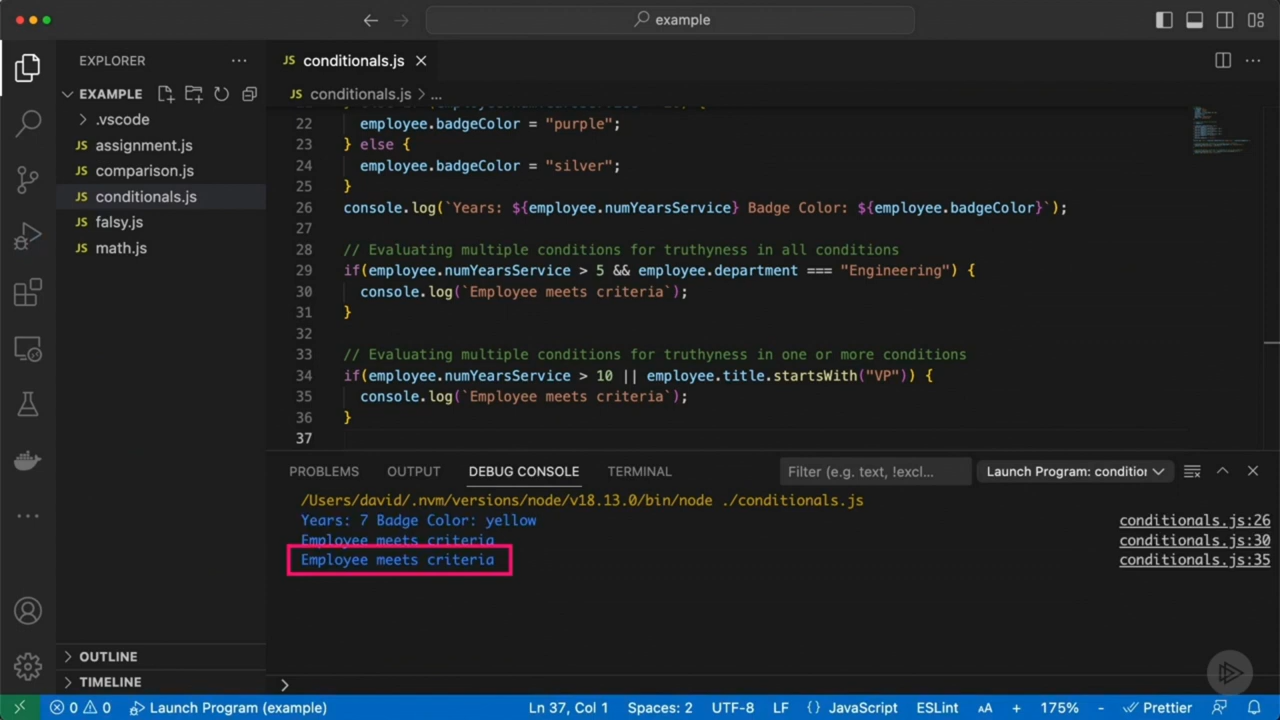 example
EXPLORER
EXAMPLE
.vscode
JS assignment.js
JS comparison.js
JS conditionals.js
JS falsy.js
JS math.js
OUTLINE
TIMELINE
JS conditionals.js
JS conditionals.js > ...
22 employee.badgeColor = "purple";
23 } else {
24 employee.badgeColor = "silver";
25 }
26 console.log(`Years: ${employee.numYearsService} Badge Color: ${employee.badgeColor}`);
27
28 // Evaluating multiple conditions for truthyness in all conditions
29 if(employee.numYearsService > 5 && employee.department === "Engineering") {
30 console.log(`Employee meets criteria`);
31 }
32
33 // Evaluating multiple conditions for truthyness in one or more conditions
34 if(employee.numYearsService > 10 || employee.title.startsWith("VP")) {
35 console.log(`Employee meets criteria`);
36 }
37
PROBLEMS OUTPUT DEBUG CONSOLE TERMINAL Filter (e.g. text, !excl... Launch Program: condition
/Users/david/.nvm/versions/node/v18.13.0/bin/node ./conditionals.js
Years: 7 Badge Color: yellow conditionals.js:26
Employee meets criteria conditionals.js:30
Employee meets criteria conditionals.js:35
0 0 Launch Program (example) Ln 37, Col 1 Spaces: 2 UTF-8 LF {} JavaScript ESLint AA + 175% - Prettier